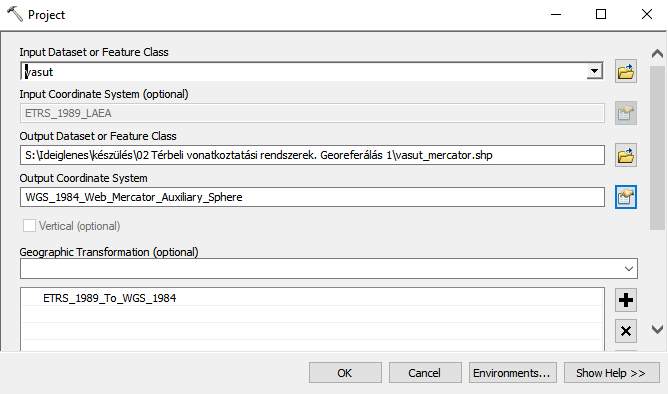 Project
Input Dataset or Feature Class
vasut
Input Coordinate System (optional)
ETRS_1989_LAEA
Output Dataset or Feature Class
S:\Ideiglenes\készülés\02 Térbeli vonatkoztatási rendszerek. Georeferálás 1\vasut_mercator.shp
Output Coordinate System
WGS_1984_Web_Mercator_Auxiliary_Sphere
Vertical (optional)
Geographic Transformation (optional)
ETRS_1989_To_WGS_1984
OK Cancel Environments... Show Help >>